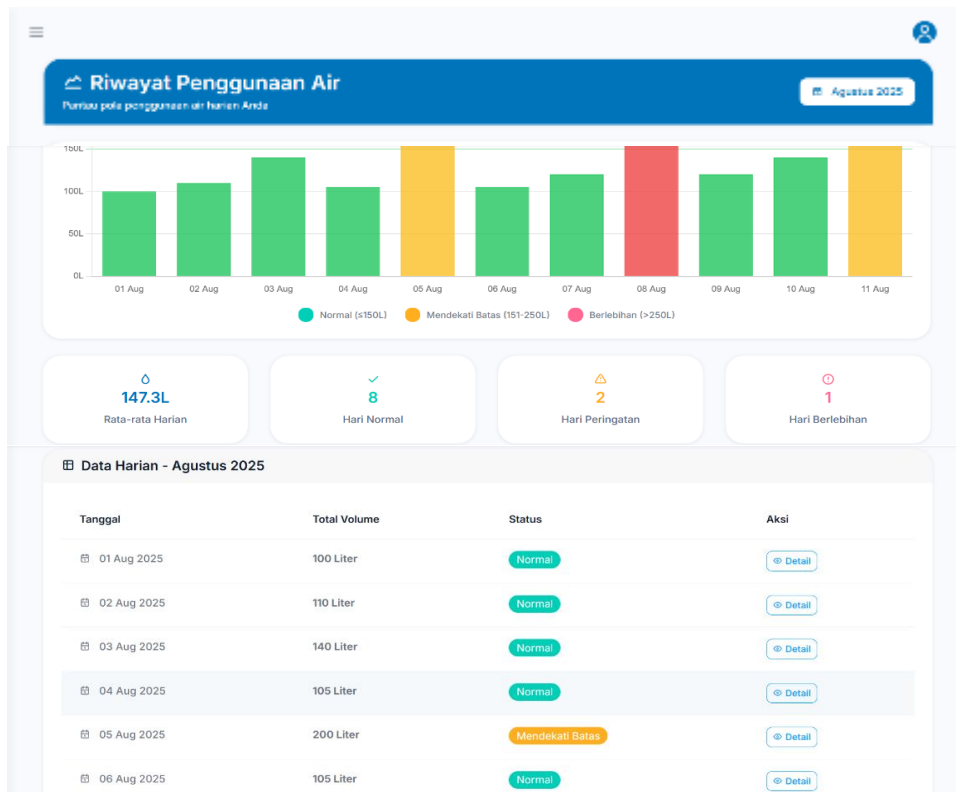 Riwayat Penggunaan Air
Pantau pola penggunaan air harian Anda
Agustus 2025
150L
100L
50L
0L
01 Aug 02 Aug 03 Aug 04 Aug 05 Aug 06 Aug 07 Aug 08 Aug 09 Aug 10 Aug 11 Aug
Normal (≤150L) Mendekati Batas (151-250L) Berlebihan (>250L)
147.3L
Rata-rata Harian
8
Hari Normal
2
Hari Peringatan
1
Hari Berlebihan
Data Harian - Agustus 2025
Tanggal Total Volume Status Aksi
01 Aug 2025 100 Liter Normal Detail
02 Aug 2025 110 Liter Normal Detail
03 Aug 2025 140 Liter Normal Detail
04 Aug 2025 105 Liter Normal Detail
05 Aug 2025 200 Liter Mendekati Batas Detail
06 Aug 2025 105 Liter Normal Detail